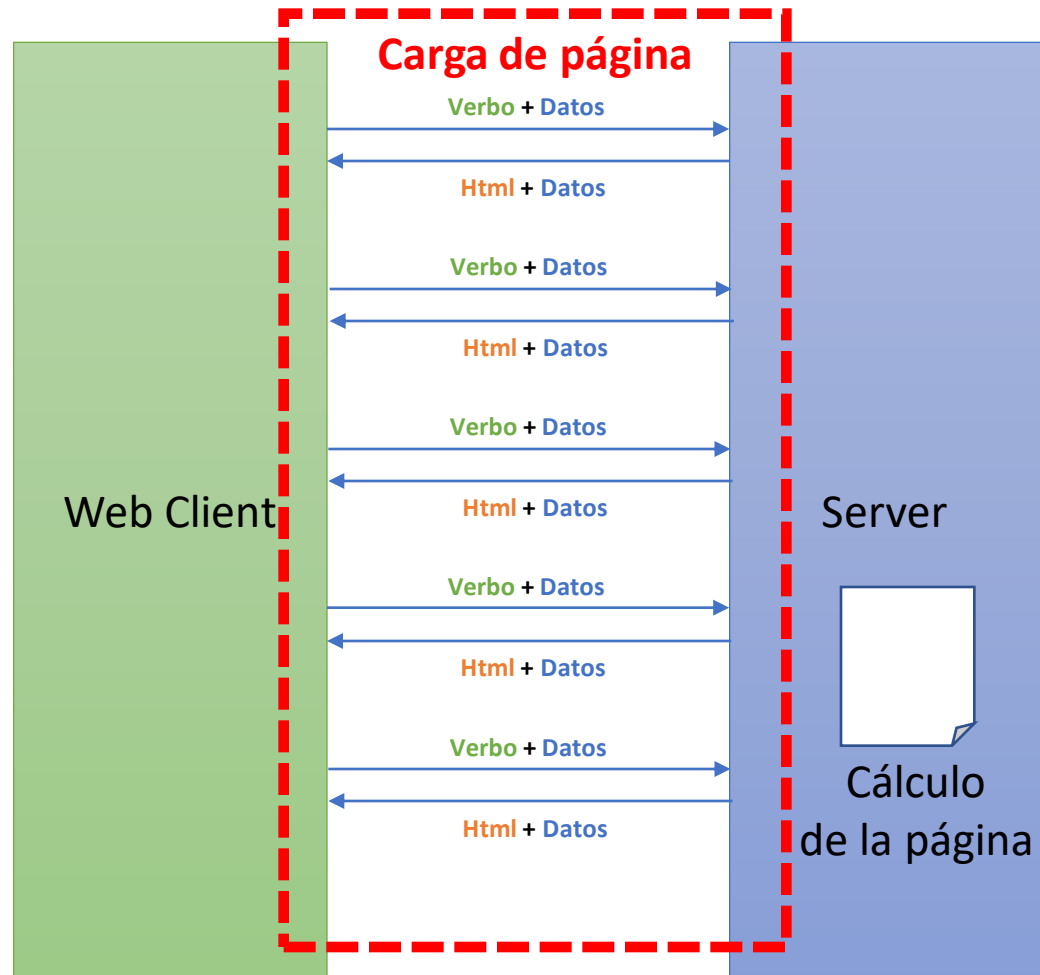 Carga de página
Verbo + Datos
Html + Datos
Verbo + Datos
Html + Datos
Verbo + Datos
Html + Datos
Web Client
Server
Verbo + Datos
Html + Datos
Verbo + Datos
Html + Datos
Cálculo
de la página